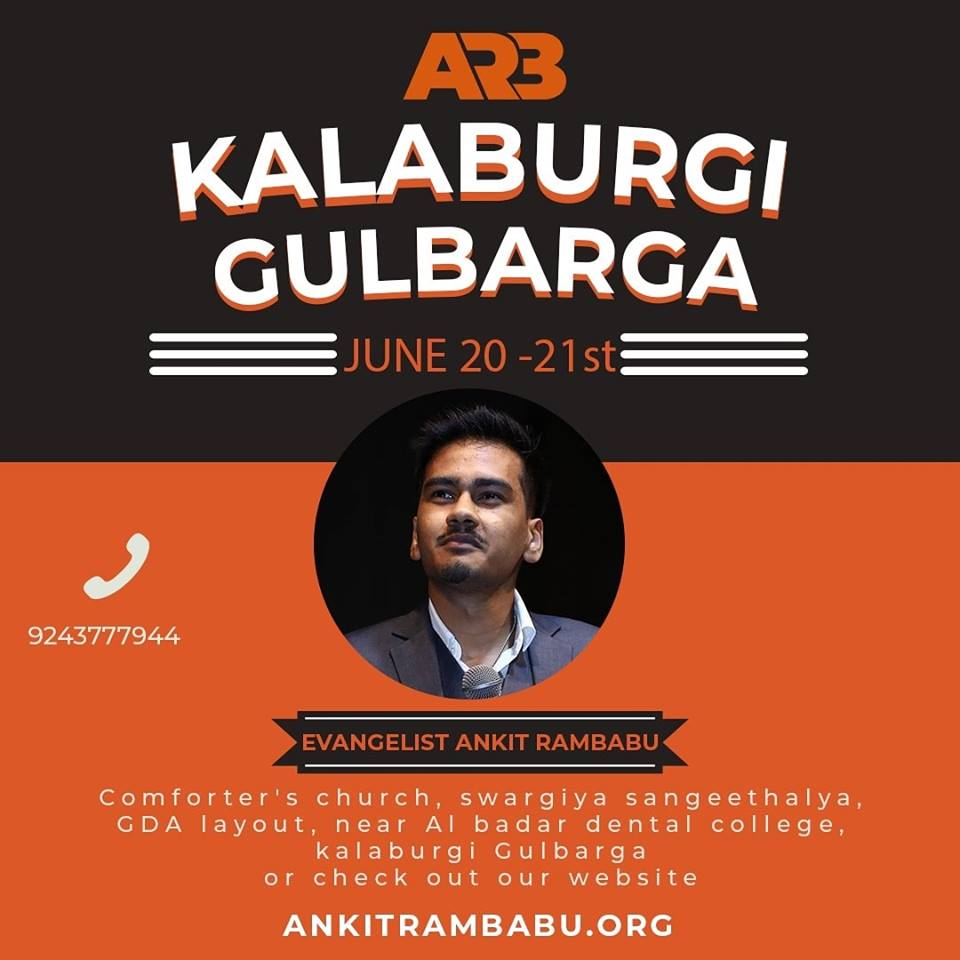 ARB
KALABURGI
GULBARGA
JUNE 20 -21st
9243777944
EVANGELIST ANKIT RAMBABU
Comforter's church, swargiya sangeethalya,
GDA layout, near Al badar dental college,
kalaburgi Gulbarga
or check out our website
ANKITRAMBABU.ORG